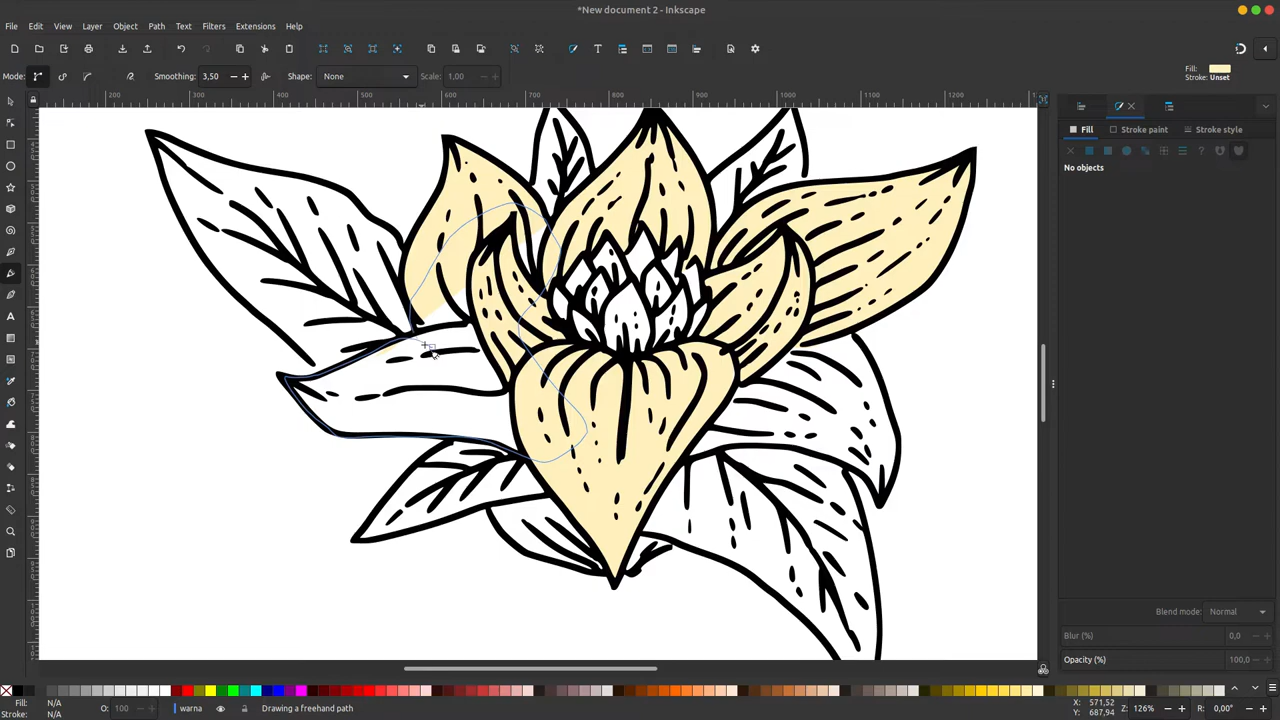 *New document 2 - Inkscape
File Edit View Layer Object Path Text Filters Extensions Help
Mode: Smoothing: 3,50 Shape: None Scale: 1,00
Fill:
Stroke: Unset
200 300 400 500 600 700 800 900 1000 1100 1200
Fill Stroke paint Stroke style
No objects
Blend mode: Normal
Blur (%) 0,0
Opacity (%) 100,0
Fill: N/A
Stroke: N/A
O: 100
warna
Drawing a freehand path
X: 571,52
Y: 687,94
Z: 126%
R: 0,00°